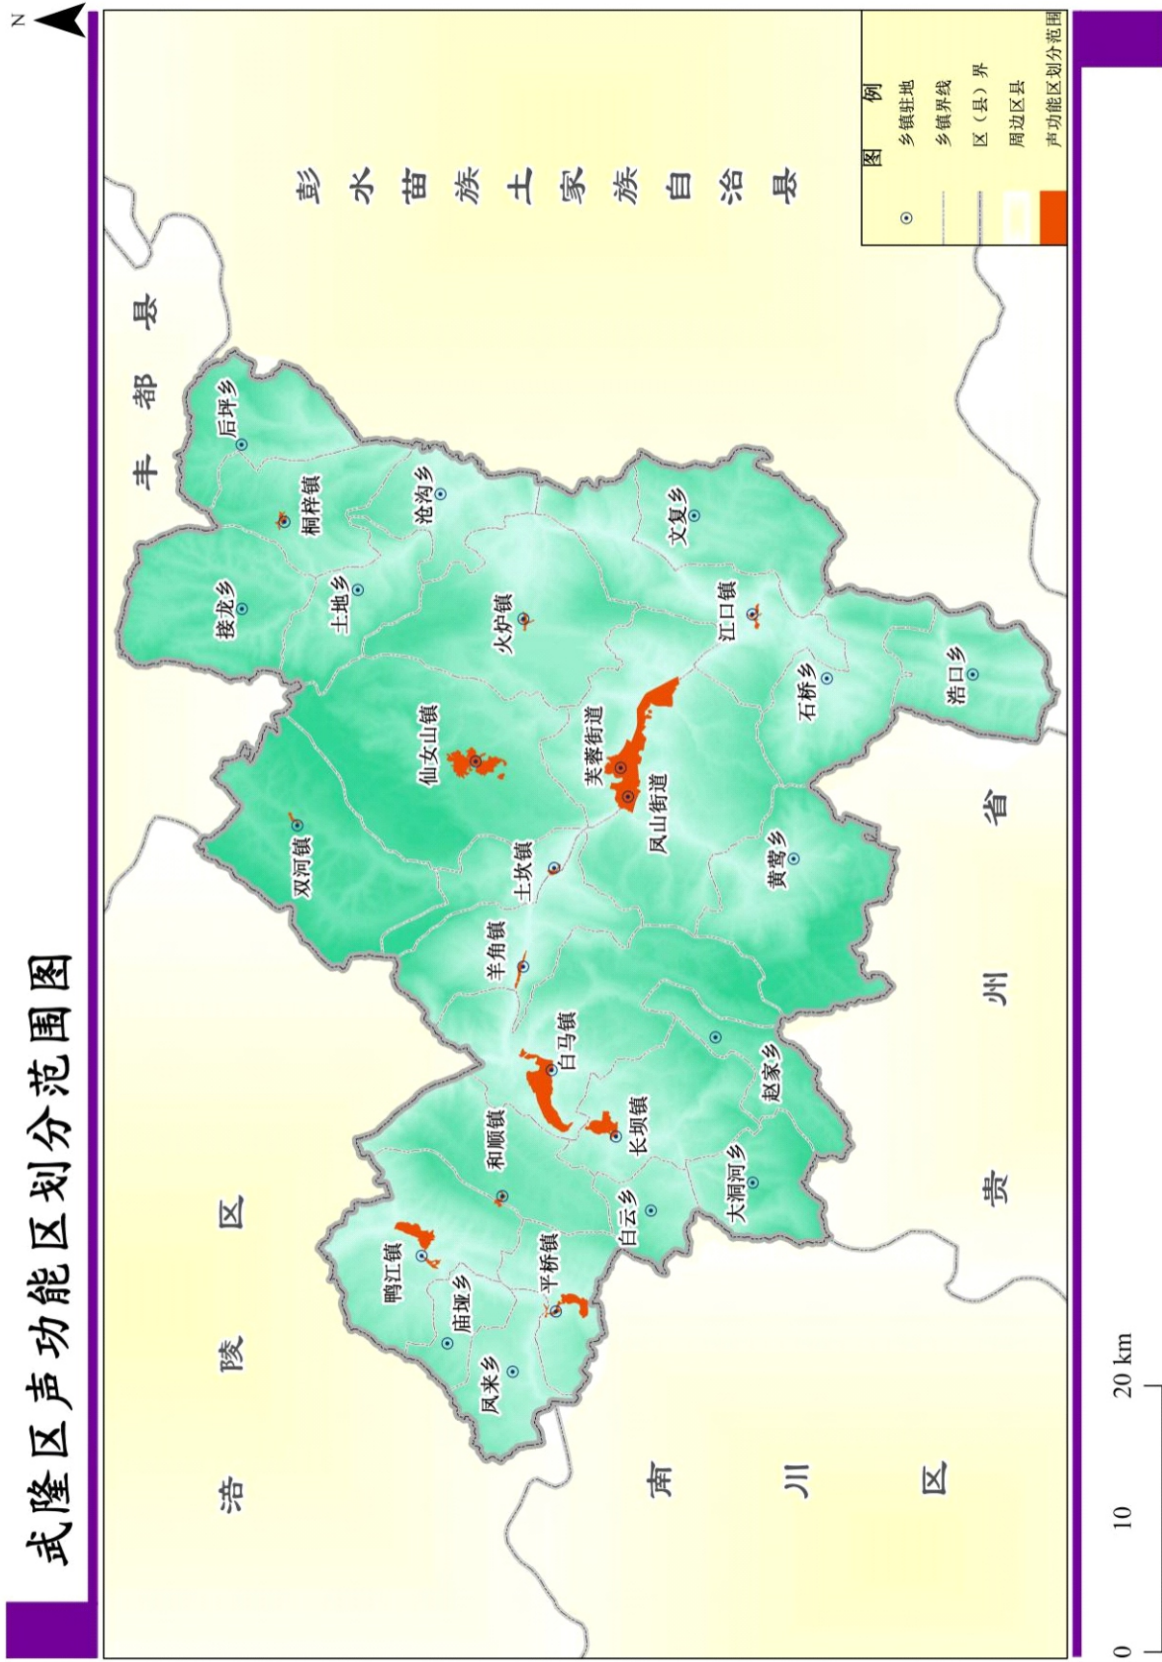 武隆区声功能区划分范围图
N
丰都县
彭水苗族土家族自治县
涪陵区
南川区
贵州省
后坪乡
桐梓镇
接龙乡
土地乡
沧沟乡
双河镇
仙女山镇
火炉镇
文复乡
江口镇
芙蓉街道
凤山街道
石桥乡
浩口乡
土坎镇
羊角镇
黄莺乡
白马镇
和顺镇
长坝镇
赵家乡
鸭江镇
白云乡
大洞河乡
平桥镇
庙垭乡
凤来乡
图 例
乡镇驻地
乡镇界线
区（县）界
周边区县
声功能区划分范围
0 10 20 km